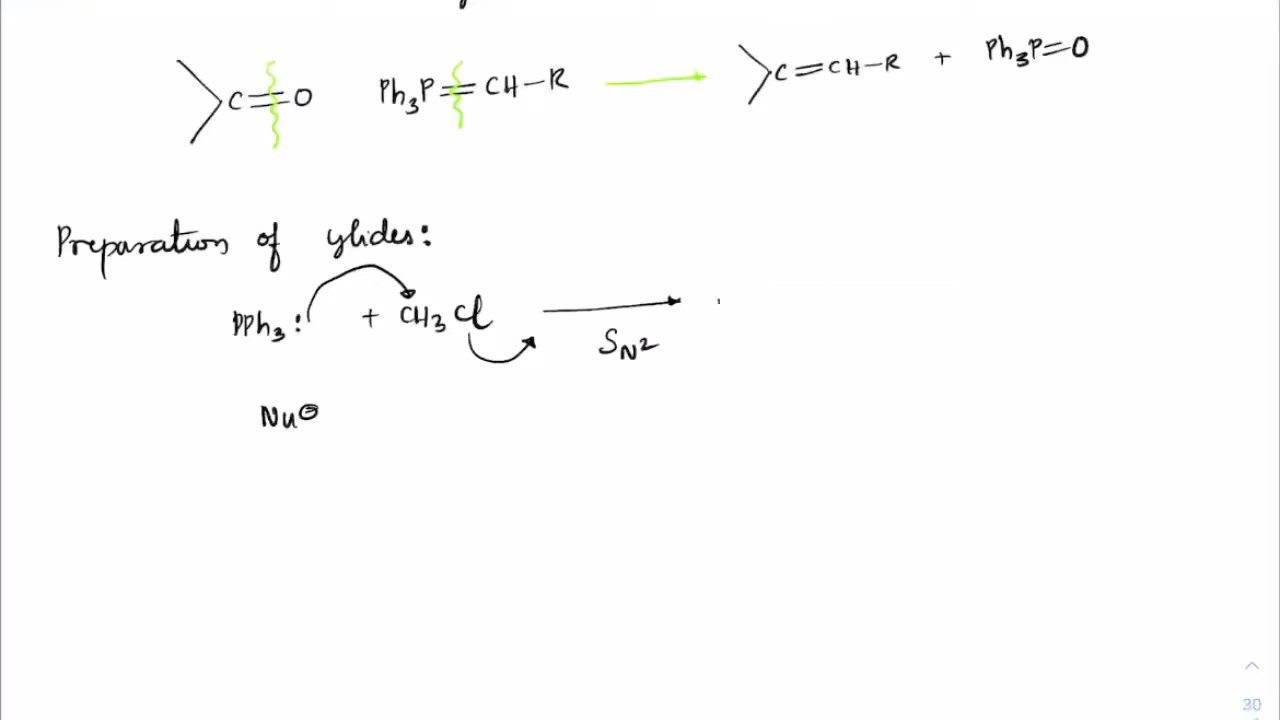 C=O Ph₃P=CH-R → C=CH-R + Ph₃P=O
Preparation of ylides:
PPh₃: + CH₃Cl → 
SN²
Nu⊖
30